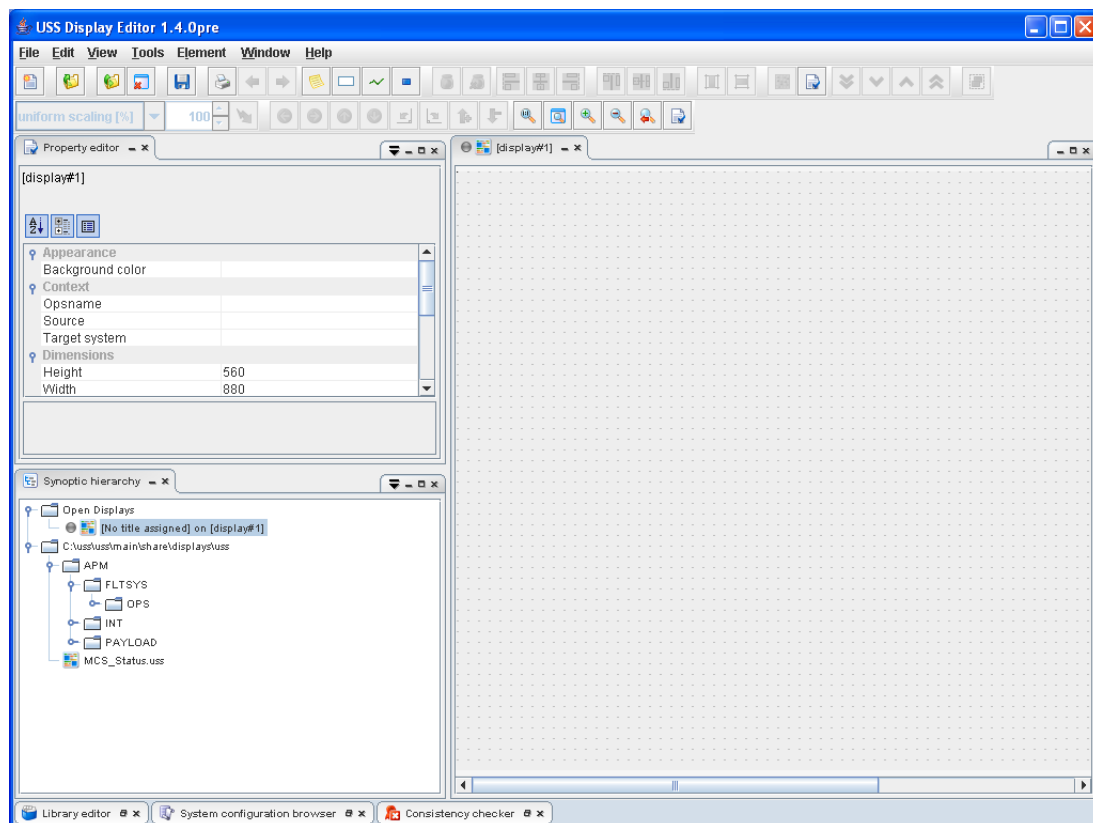 USS Display Editor 1.4.0pre
File Edit View Tools Element Window Help
uniform scaling [%] 100
Property editor
[display#1]
[display#1]
Appearance
Background color
Context
Opsname
Source
Target system
Dimensions
Height 560
Width 880
Synoptic hierarchy
Open Displays
[No title assigned] on [display#1]
C:\uss\uss\main\share\displays\uss
APM
FLTSYS
OPS
INT
PAYLOAD
MCS_Status.uss
Library editor System configuration browser Consistency checker